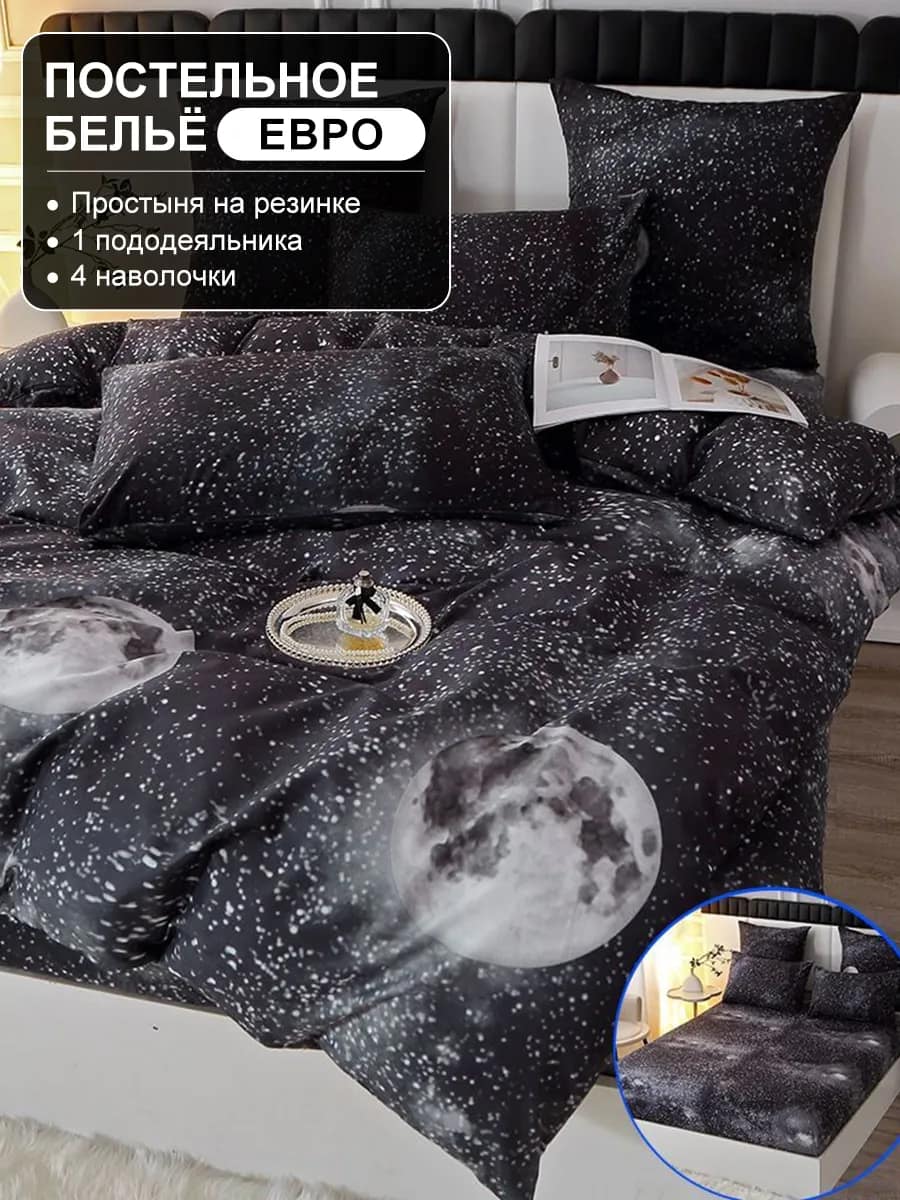 ПОСТЕЛЬНОЕ
БЕЛЬЁ ЕВРО
• Простыня на резинке
• 1 пододеяльника
• 4 наволочки